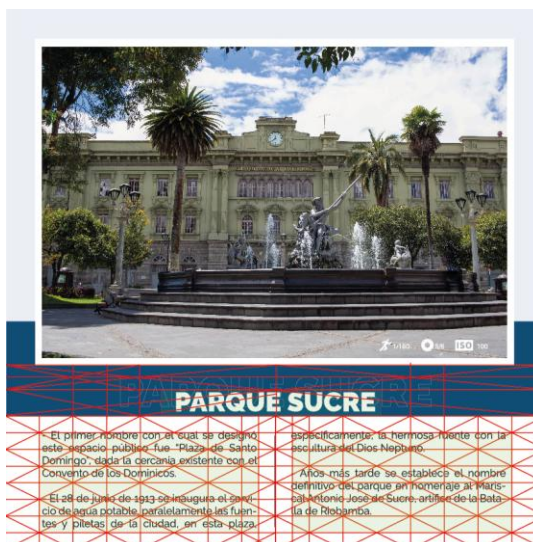 1/160 5/6 ISO 100
PARQUE SUCRE
PARQUE SUCRE
El primer nombre con el cual se designó
este espacio público fue "Plaza de Santo
Domingo", dada la cercanía existente con el
Convento de los Dominicos.
El 28 de junio de 1913 se inaugura el servi-
cio de agua potable, paralelamente las fuen-
tes y piletas de la ciudad, en esta plaza,
específicamente, la hermosa fuente con la
escultura del Dios Neptuno.
Años más tarde se establece el nombre
definitivo del parque en homenaje al Maris-
cal Antonio José de Sucre, artífice de la Bata-
lla de Riobamba.